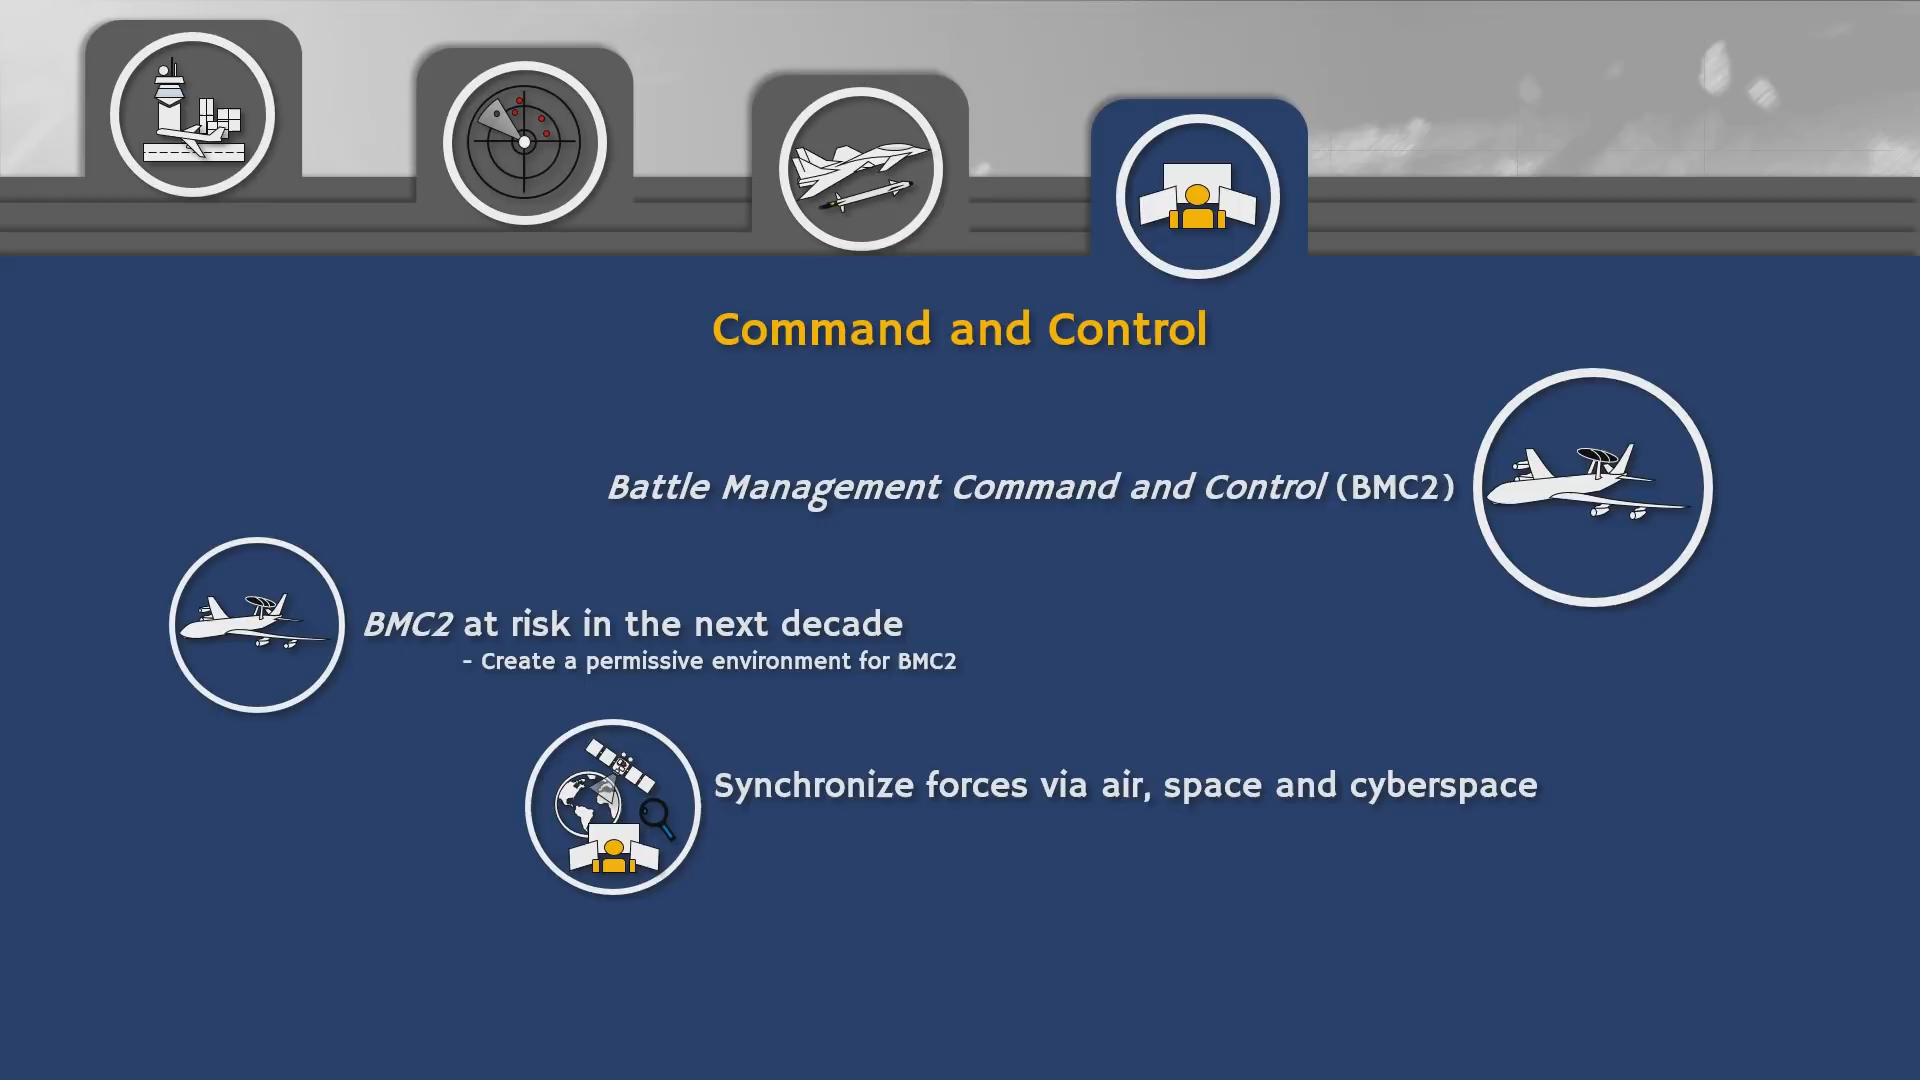 Command and Control
Battle Management Command and Control (BMC2)
BMC2 at risk in the next decade
- Create a permissive environment for BMC2
Synchronize forces via air, space and cyberspace